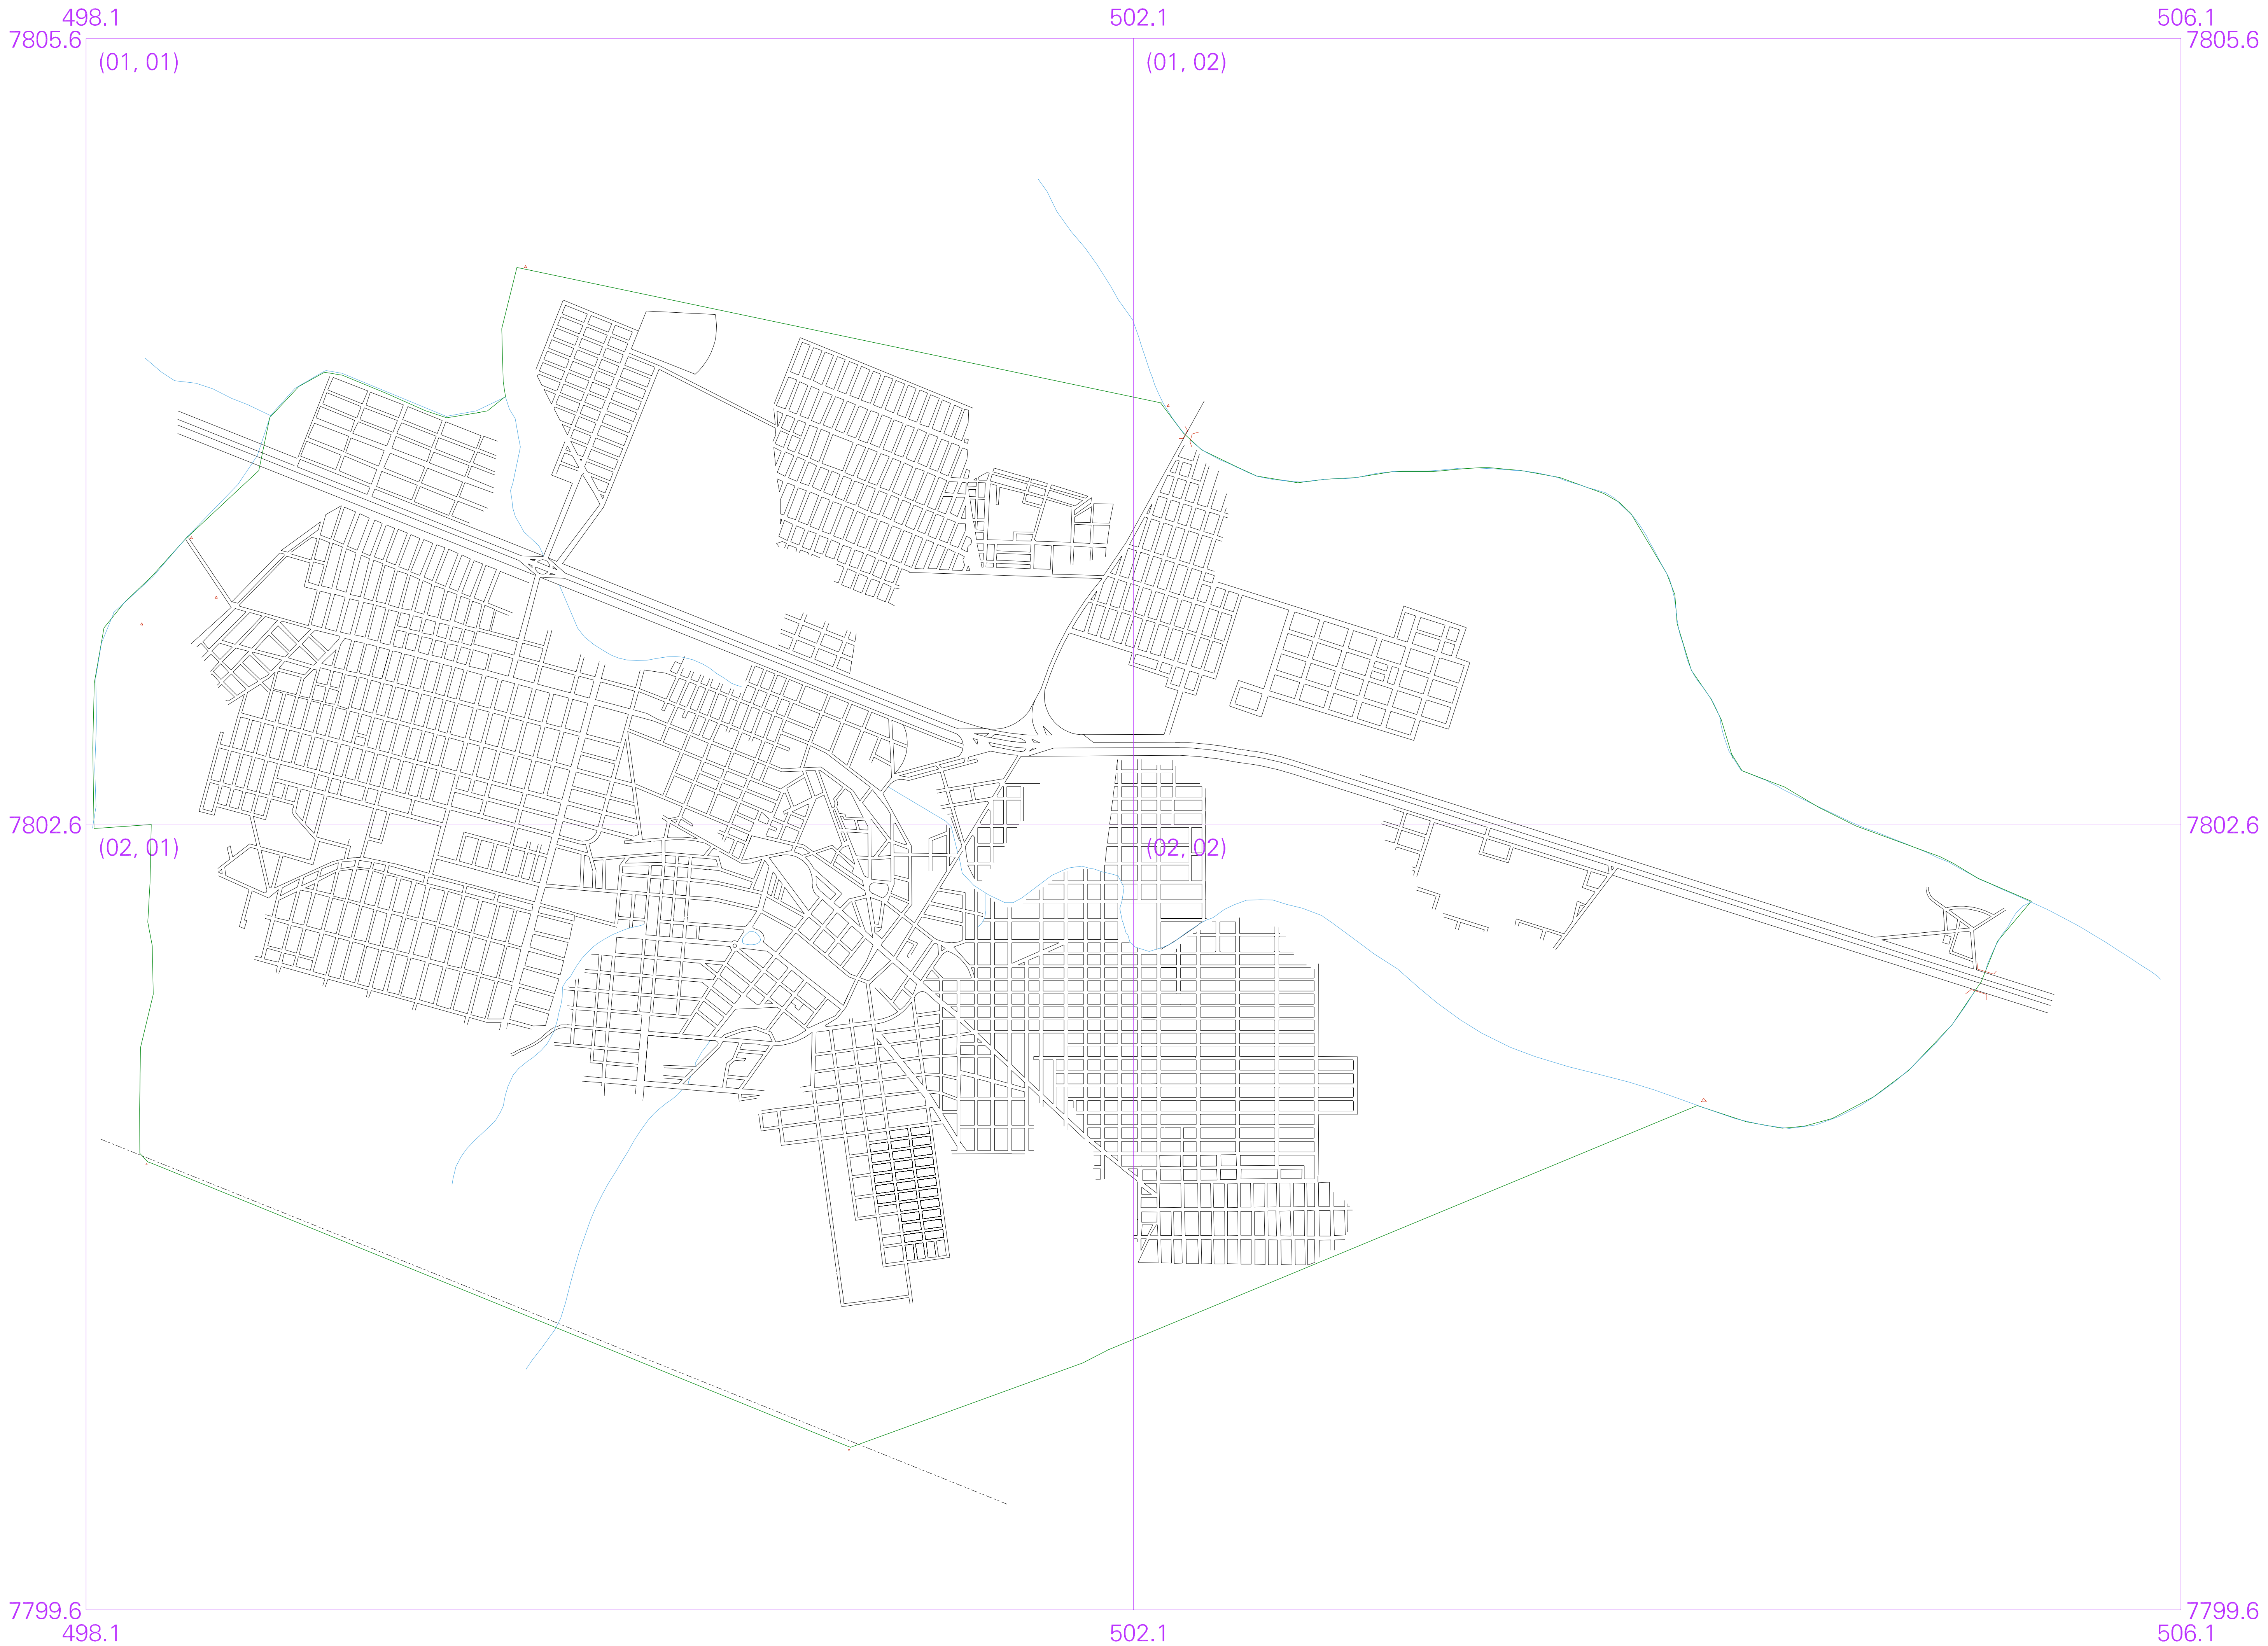 498.1 502.1 506.1
7805.6 7805.6
(01, 01) (01, 02)
7802.6 7802.6
(02, 01) (02, 02)
7799.6 7799.6
498.1 502.1 506.1